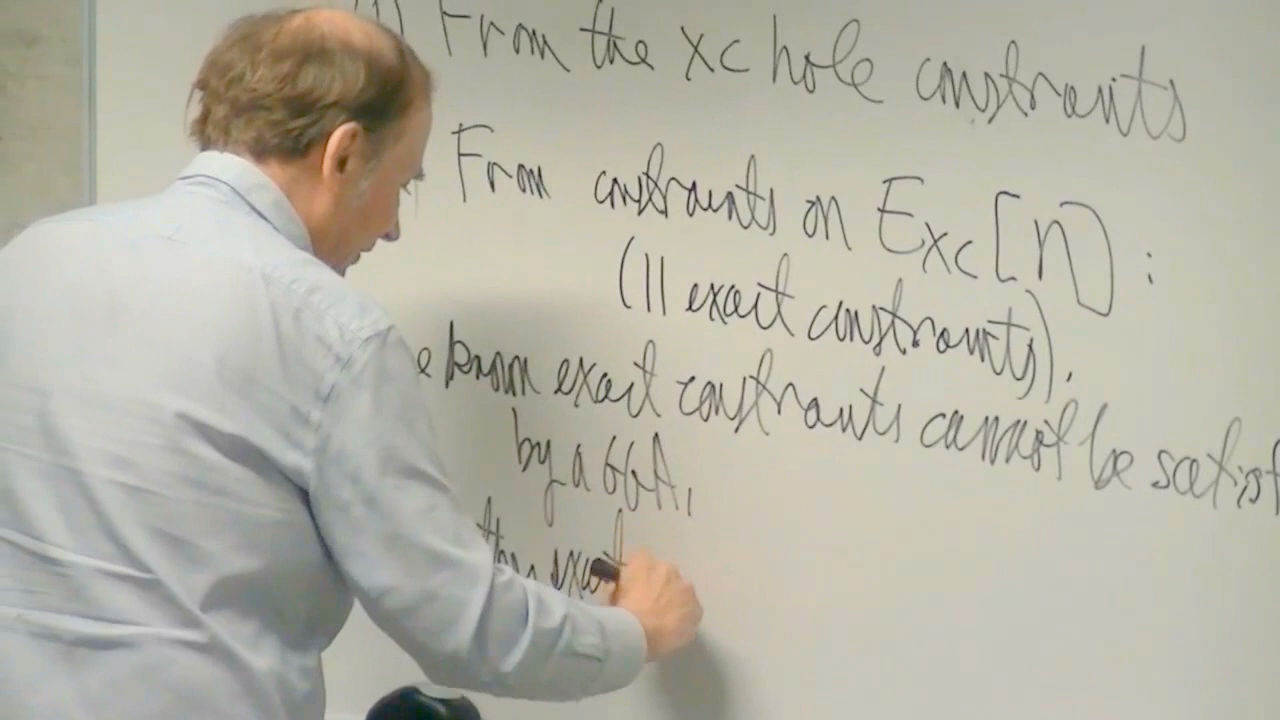 (1) From the xc hole constraints
From constraints on Exc[n]:
(11 exact constraints).
e known exact constraints cannot be satisf
by a GGA,
the exact